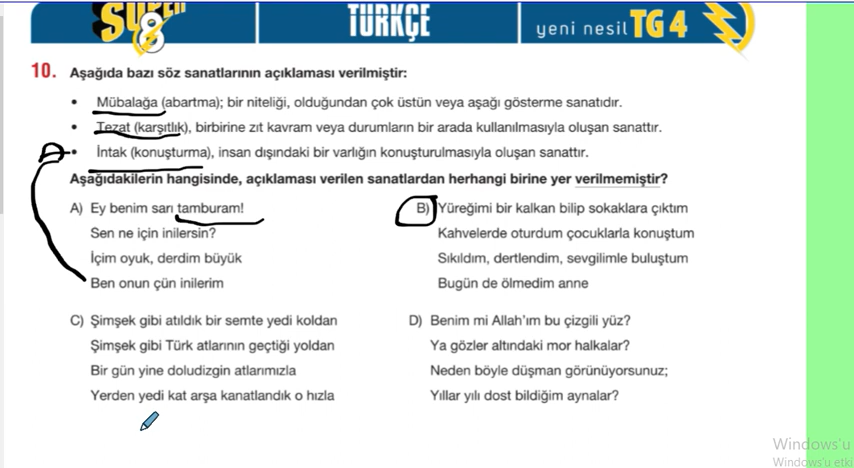 SÜPER
8
TÜRKÇE
yeni nesil TG 4
10. Aşağıda bazı söz sanatlarının açıklaması verilmiştir:
• Mübalağa (abartma); bir niteliği, olduğundan çok üstün veya aşağı gösterme sanatıdır.
• Tezat (karşıtlık), birbirine zıt kavram veya durumların bir arada kullanılmasıyla oluşan sanattır.
• İntak (konuşturma), insan dışındaki bir varlığın konuşturulmasıyla oluşan sanattır.
Aşağıdakilerin hangisinde, açıklaması verilen sanatlardan herhangi birine yer verilmemiştir?
A) Ey benim sarı tamburam!
Sen ne için inilersin?
İçim oyuk, derdim büyük
Ben onun çün inilerim
B) Yüreğimi bir kalkan bilip sokaklara çıktım
Kahvelerde oturdum çocuklarla konuştum
Sıkıldım, dertlendim, sevgilimle buluştum
Bugün de ölmedim anne
C) Şimşek gibi atıldık bir semte yedi koldan
Şimşek gibi Türk atlarının geçtiği yoldan
Bir gün yine doludizgin atlarımızla
Yerden yedi kat arşa kanatlandık o hızla
D) Benim mi Allah'ım bu çizgili yüz?
Ya gözler altındaki mor halkalar?
Neden böyle düşman görünüyorsunuz;
Yıllar yılı dost bildiğim aynalar?
Windows'u
Windows'u etki